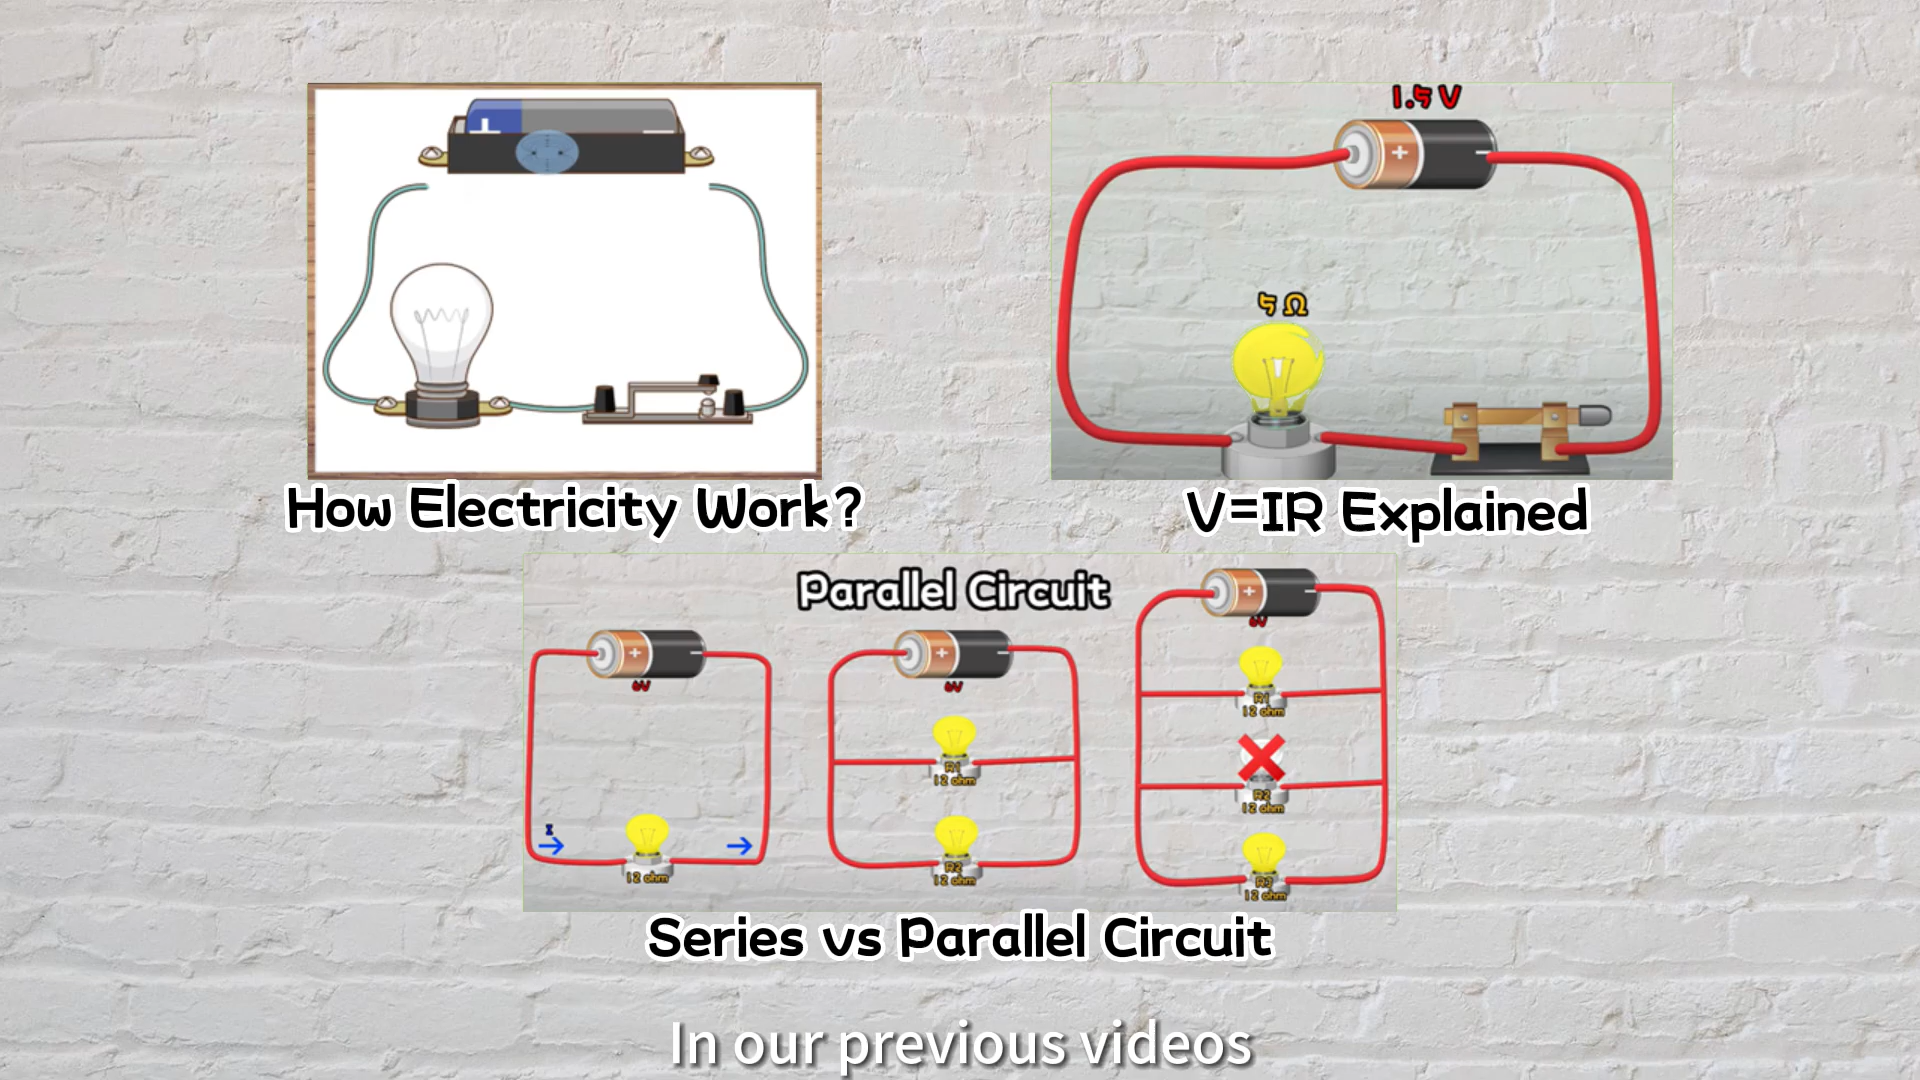 1.5 V
5 Ω
How Electricity Work?
V=IR Explained
Parallel Circuit
6V
6V
6V
R1
12 ohm
R1
12 ohm
R2
12 ohm
I
12 ohm
R2
12 ohm
R3
12 ohm
Series vs Parallel Circuit
In our previous videos